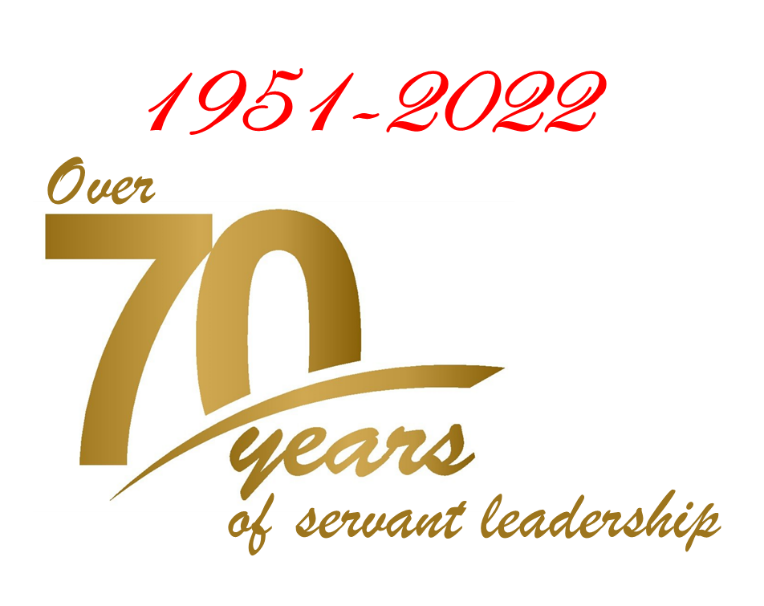 1951-2022
Over
70
years
of servant leadership